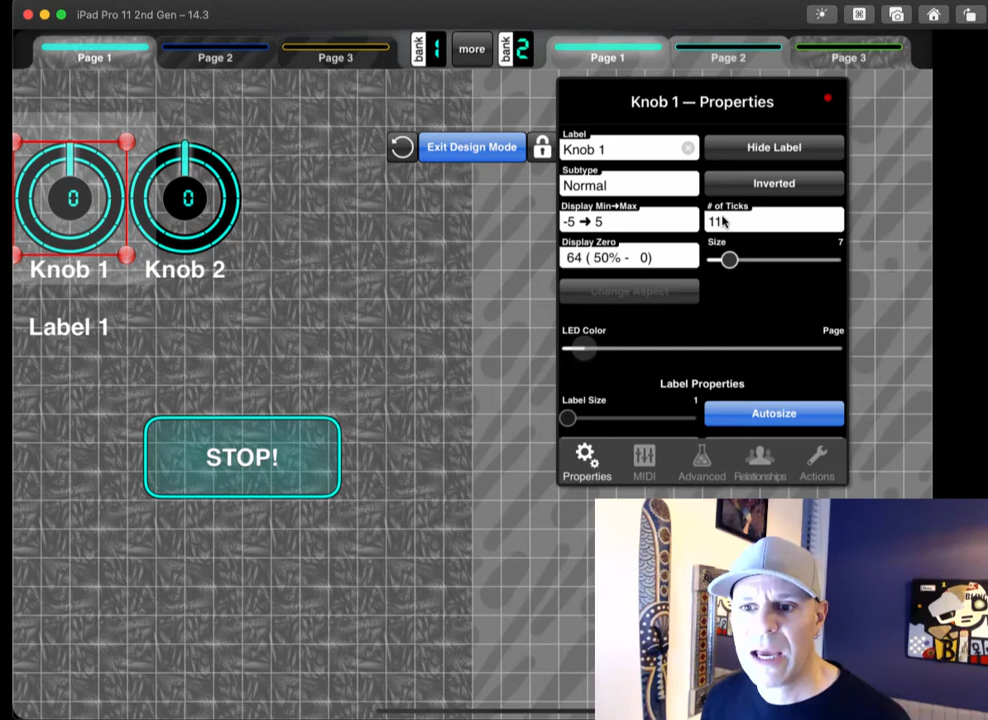 iPad Pro 11 2nd Gen – 14.3
Page 1
Page 2
Page 3
bank
1
more
bank
2
Page 1
Page 2
Page 3
Exit Design Mode
Knob 1 — Properties
Label
Knob 1
Hide Label
Subtype
Normal
Inverted
Display Min➔Max
-5 ➔ 5
# of Ticks
11
Display Zero
64 ( 50% - 0)
Size
7
Change Aspect
LED Color
Page
Label Properties
Label Size
1
Autosize
Properties
MIDI
Advanced
Relationships
Actions
0
0
Knob 1
Knob 2
Label 1
STOP!